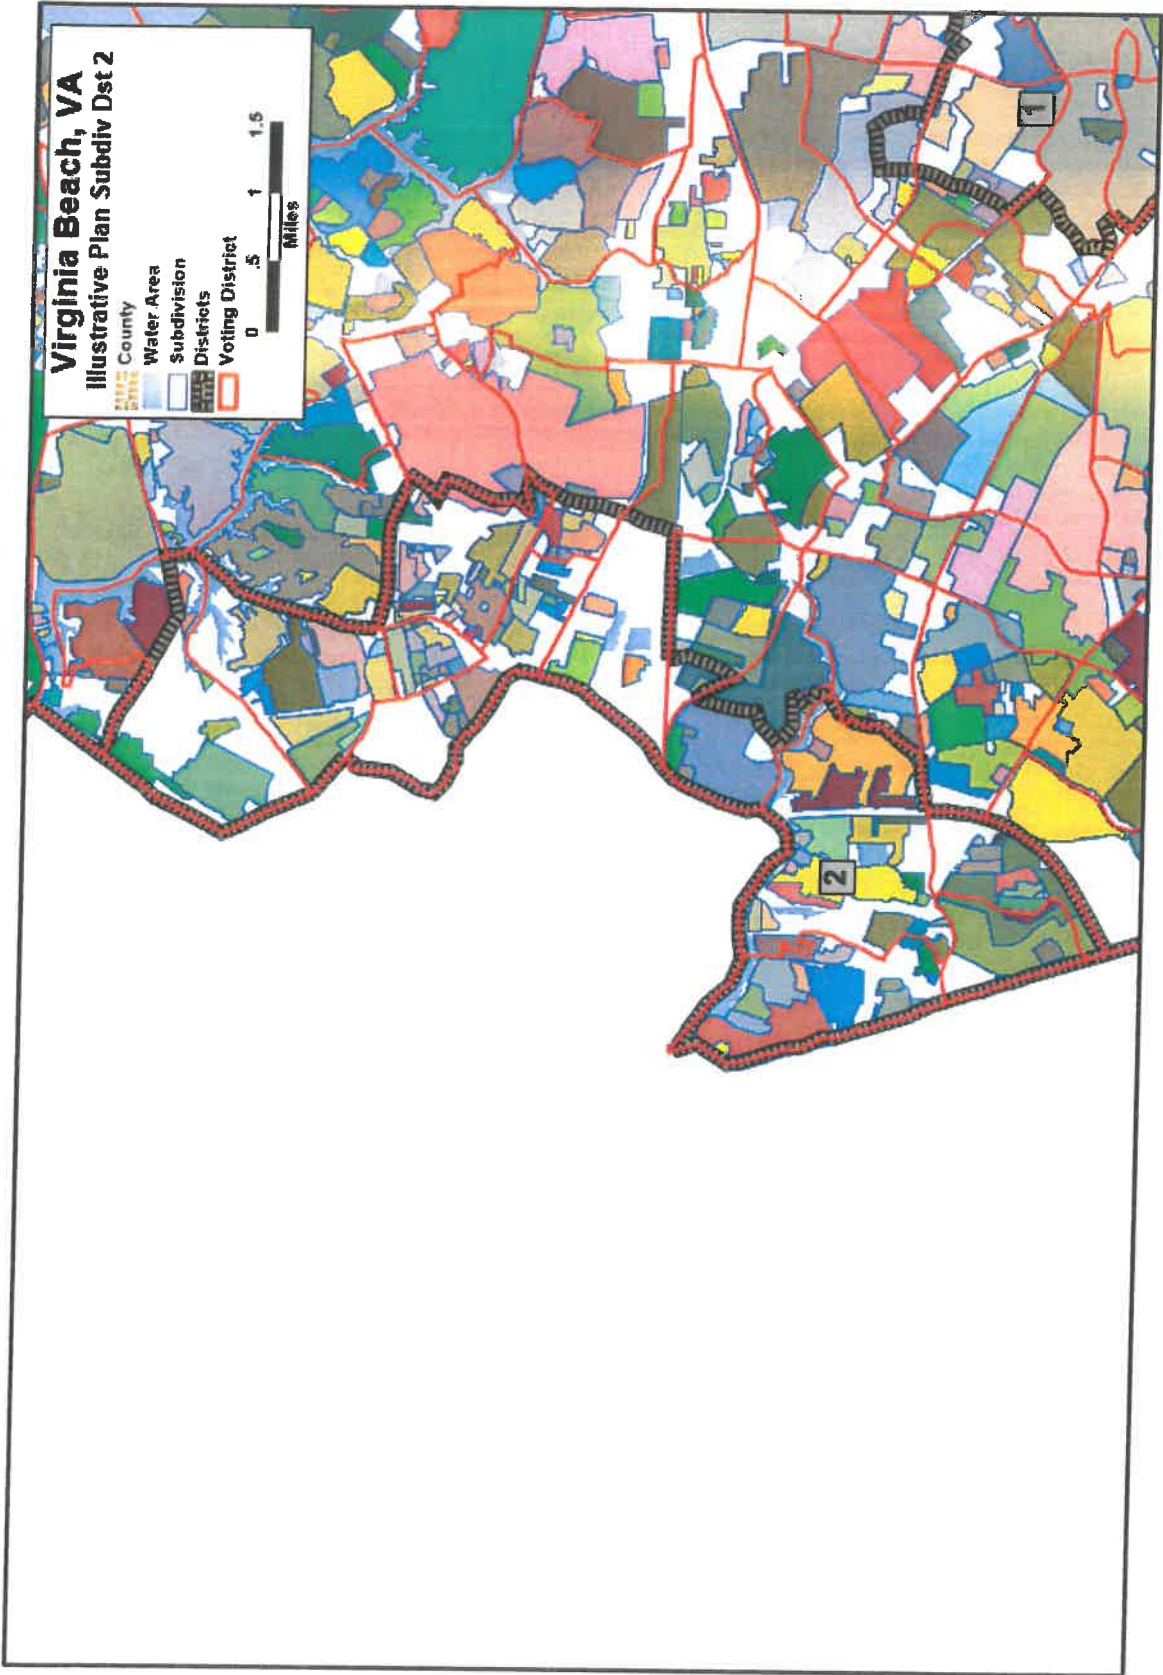 Virginia Beach, VA
Illustrative Plan Subdiv Dst 2
County
Water Area
Subdivision
Districts
Voting District
0 .5 1 1.5
Miles
1
2